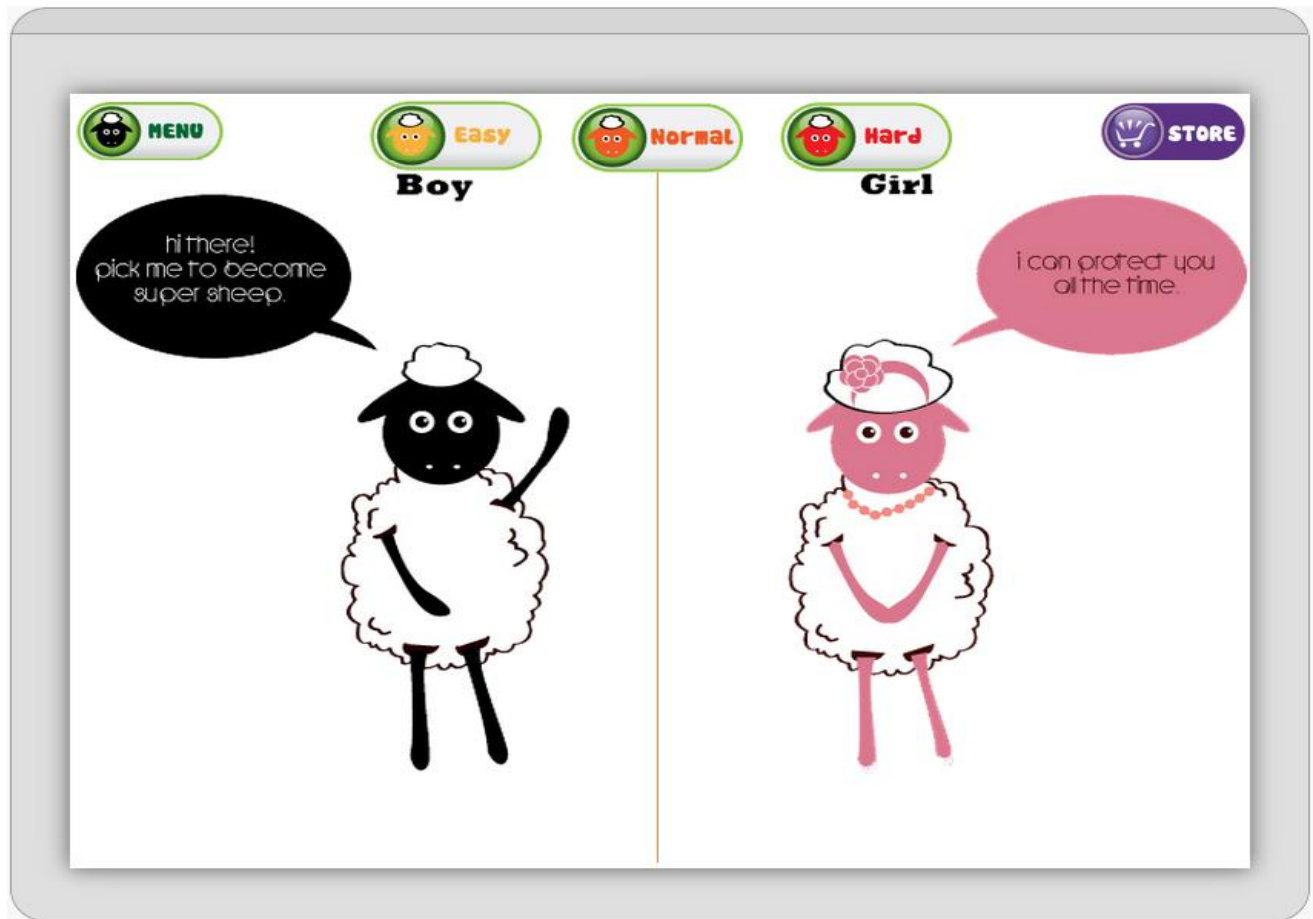 MENU
Easy
Normal
Hard
STORE
Boy
Girl
hi there!
pick me to become
super sheep.
i can protect you
all the time.